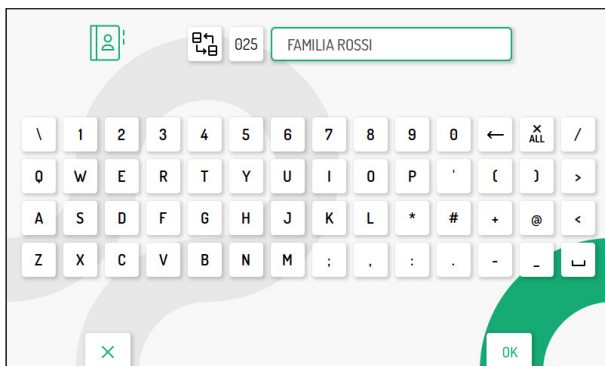 025 FAMILIA ROSSI
\ 1 2 3 4 5 6 7 8 9 0 ← × ALL /
Q W E R T Y U I O P ' ( ) >
A S D F G H J K L * # + @ <
Z X C V B N M ; , : . - _ ⌴
× OK